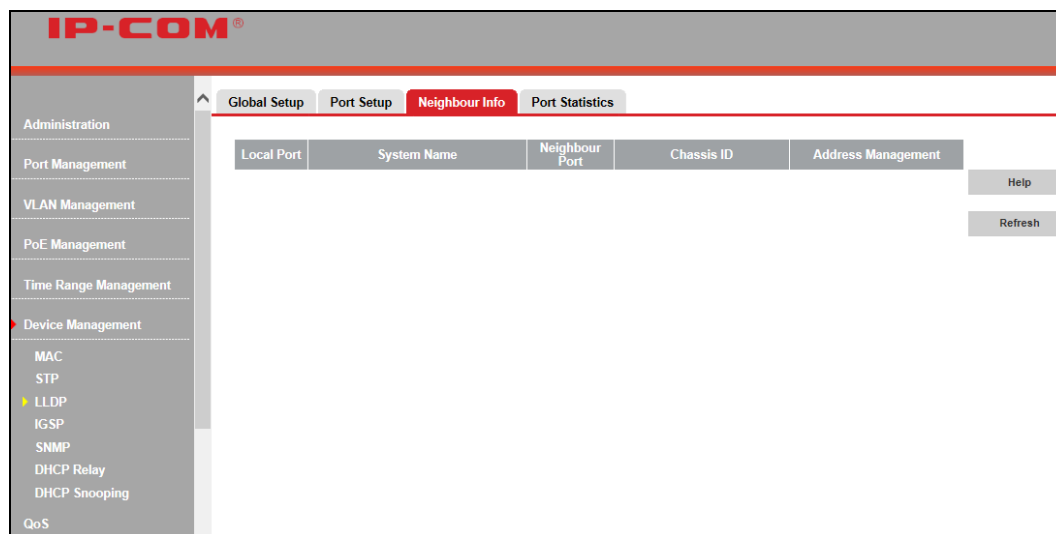 IP-COM®
Global Setup Port Setup Neighbour Info Port Statistics
Administration
Port Management
VLAN Management
PoE Management
Time Range Management
Device Management
MAC
STP
LLDP
IGSP
SNMP
DHCP Relay
DHCP Snooping
QoS
Local Port System Name Neighbour Port Chassis ID Address Management
Help
Refresh